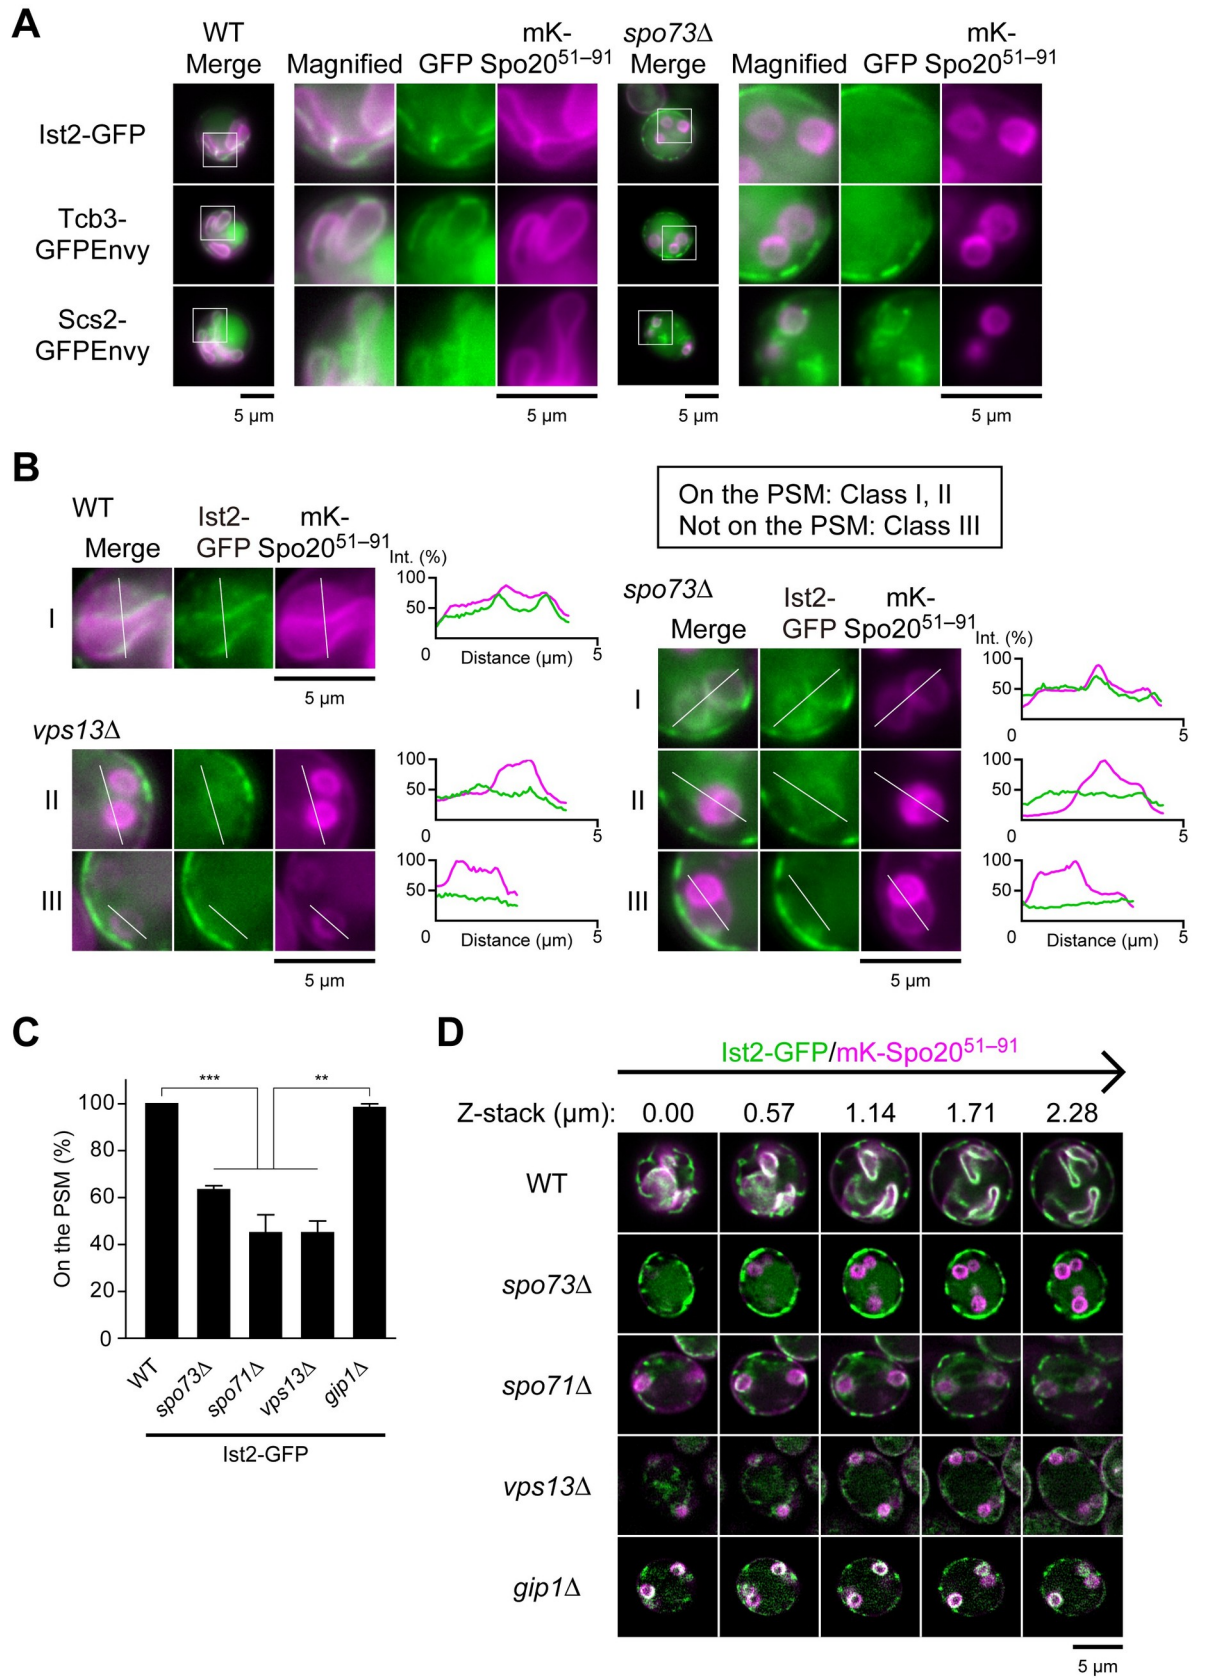 A
WT
Merge
Magnified
GFP
mK-
Spo20⁵¹⁻⁹¹
spo73Δ
Merge
Magnified
GFP
mK-
Spo20⁵¹⁻⁹¹
Ist2-GFP
Tcb3-
GFPEnvy
Scs2-
GFPEnvy
5 µm
5 µm
5 µm
5 µm
B
WT
Merge
Ist2-
GFP
mK-
Spo20⁵¹⁻⁹¹
Int. (%)
I
100
50
0
Distance (µm)
5
5 µm
vps13Δ
II
100
50
0
5
III
100
50
0
Distance (µm)
5
5 µm
On the PSM: Class I, II
Not on the PSM: Class III
spo73Δ
Merge
Ist2-
GFP
mK-
Spo20⁵¹⁻⁹¹
Int. (%)
I
100
50
0
5
II
100
50
0
5
III
100
50
0
Distance (µm)
5
5 µm
C
On the PSM (%)
100
80
60
40
20
0
***
**
WT
spo73Δ
spo71Δ
vps13Δ
gip1Δ
Ist2-GFP
D
Ist2-GFP/mK-Spo20⁵¹⁻⁹¹
Z-stack (µm): 0.00 0.57 1.14 1.71 2.28
WT
spo73Δ
spo71Δ
vps13Δ
gip1Δ
5 µm